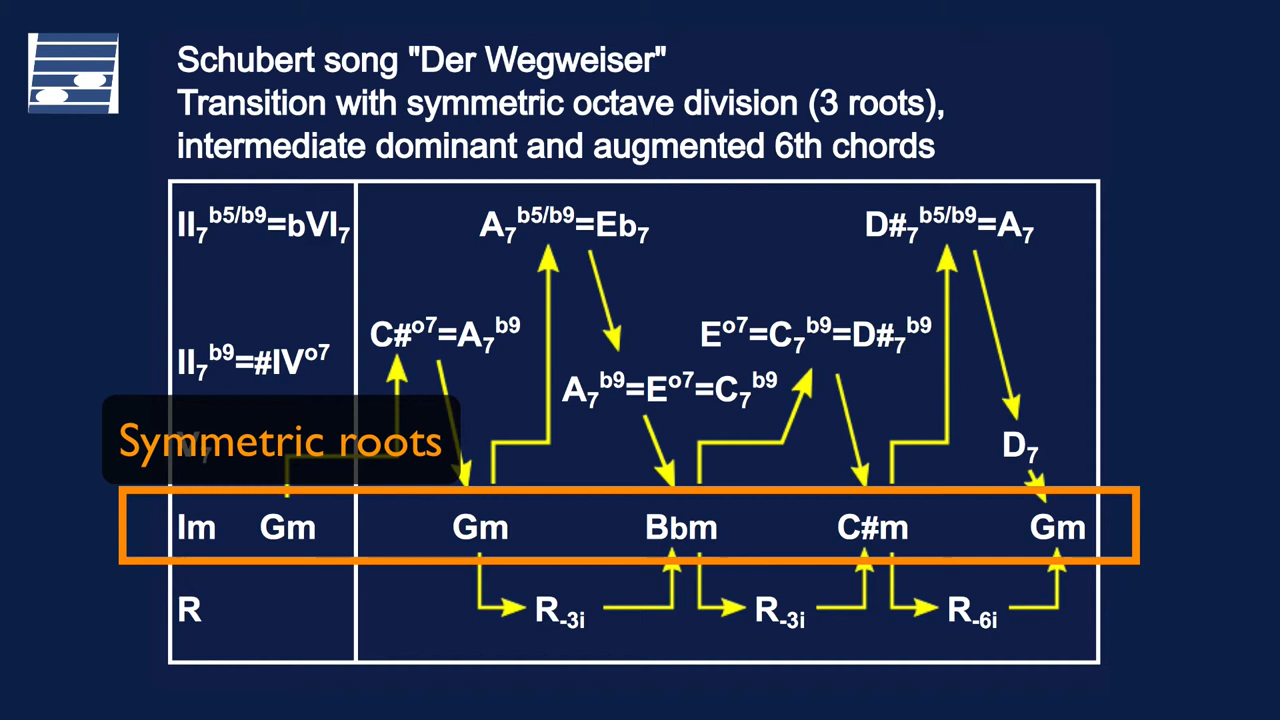 Schubert song "Der Wegweiser"
Transition with symmetric octave division (3 roots),
intermediate dominant and augmented 6th chords
II7b5/b9=bVI7 A7b5/b9=Eb7 D#7b5/b9=A7
C#o7=A7b9 Eo7=C7b9=D#7b9
II7b9=#IVo7
A7b9=Eo7=C7b9
Symmetric roots
V7 D7
Im Gm Gm Bbm C#m Gm
R R-3i R-3i R-6i